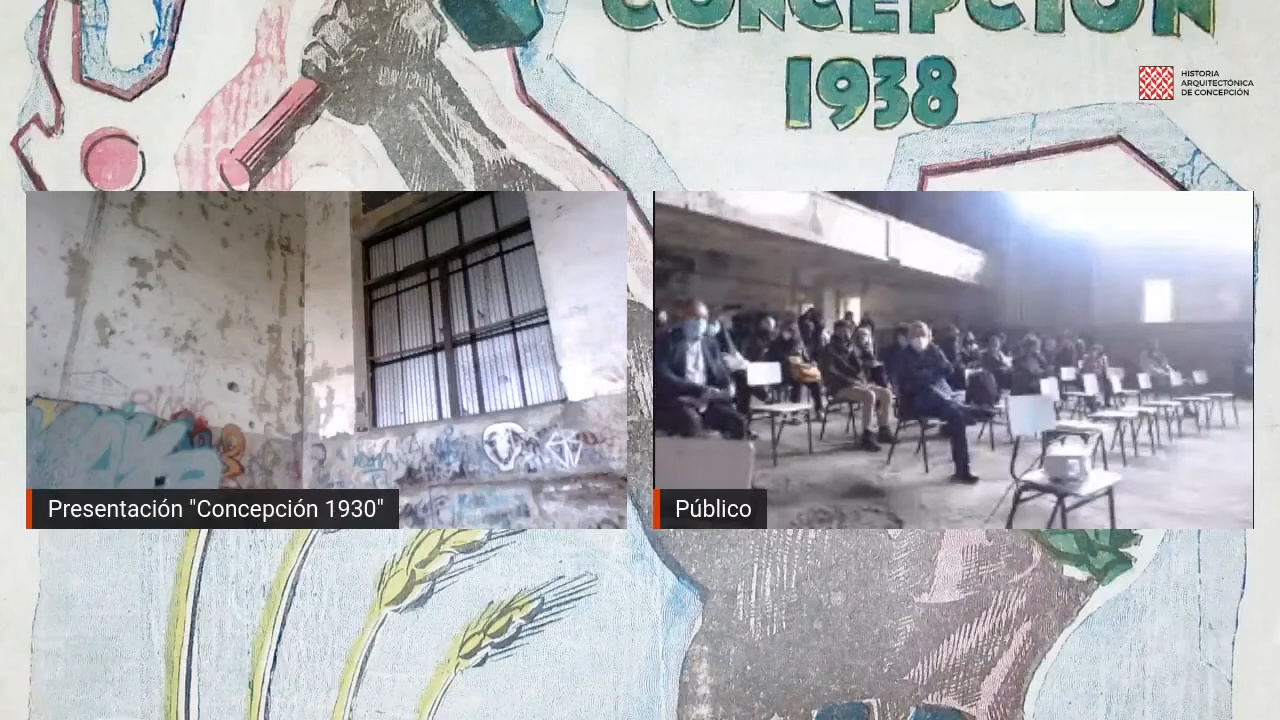 CONCEPCIÓN
1938
HISTORIA
ARQUITECTÓNICA
DE CONCEPCIÓN
Presentación "Concepción 1930"
Público